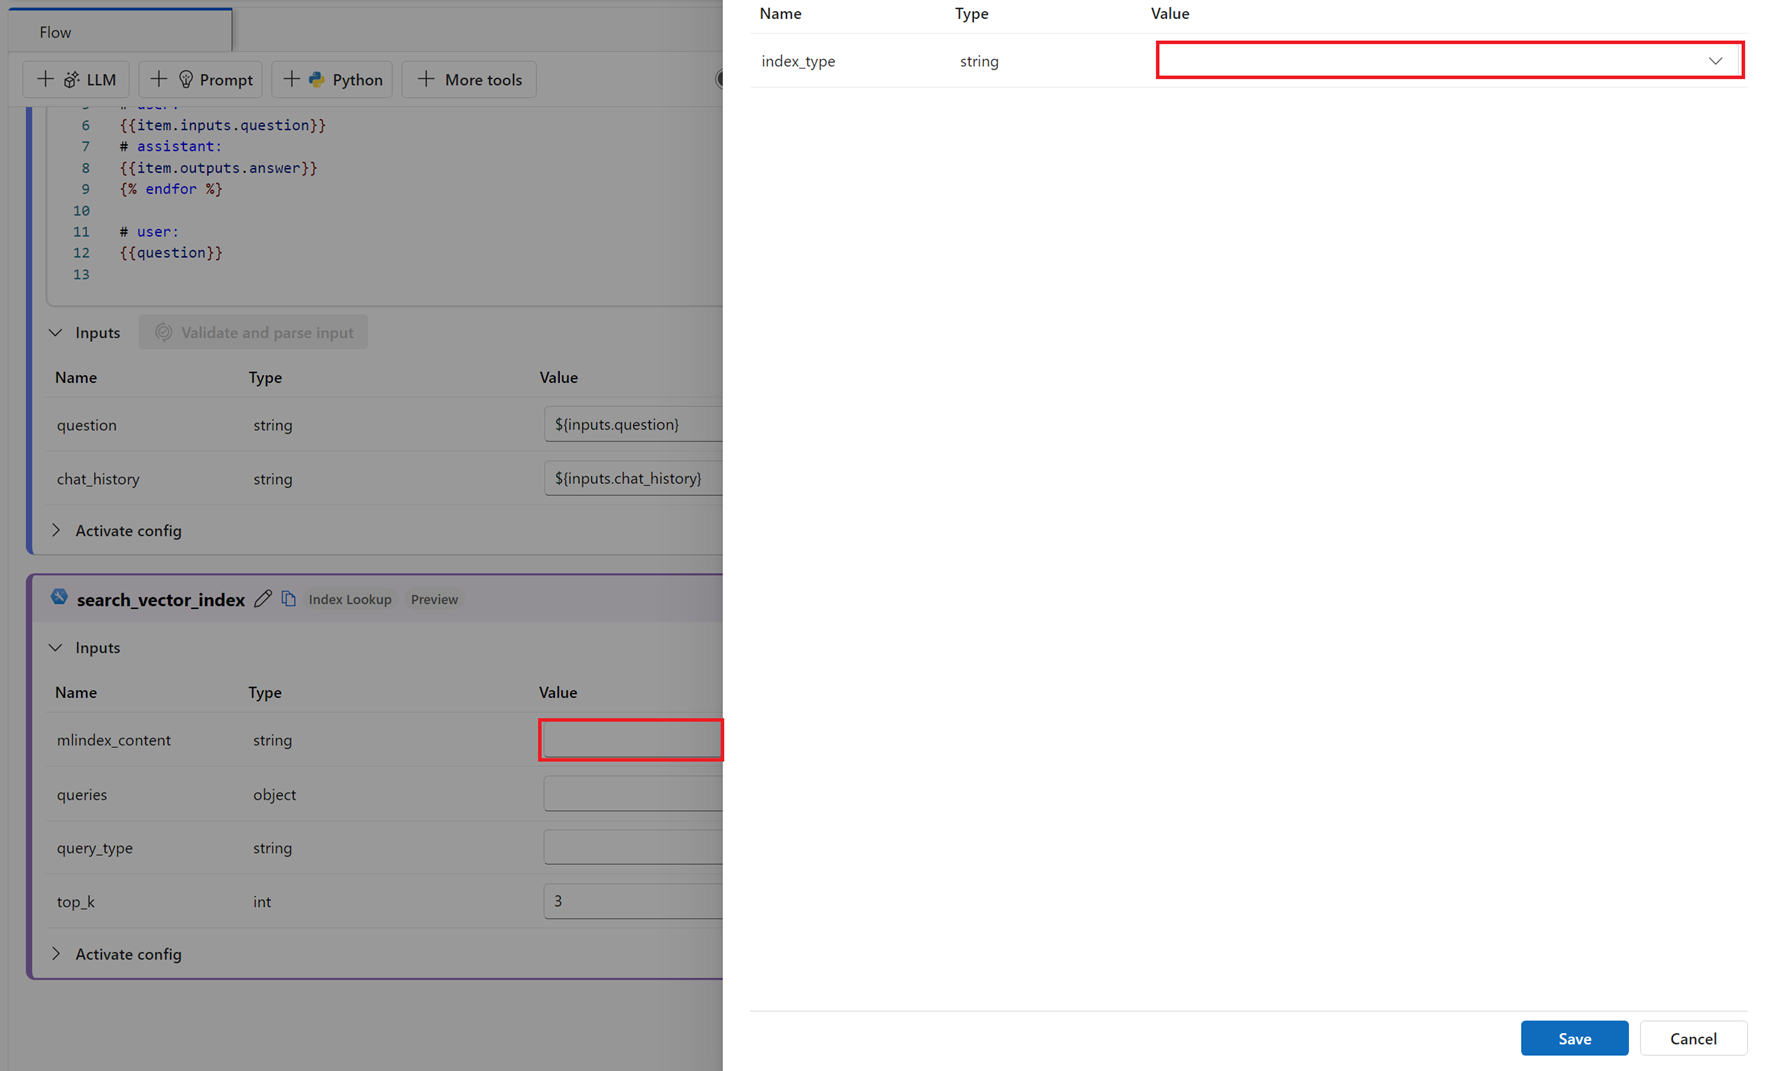 Flow
LLM
Prompt
Python
More tools
6 {{item.inputs.question}}
7 # assistant:
8 {{item.outputs.answer}}
9 {% endfor %}
10
11 # user:
12 {{question}}
13
Inputs Validate and parse input
Name Type Value
question string ${inputs.question}
chat_history string ${inputs.chat_history}
Activate config
search_vector_index Index Lookup Preview
Inputs
Name Type Value
mlindex_content string
queries object
query_type string
top_k int 3
Activate config
Name Type Value
index_type string
Save Cancel